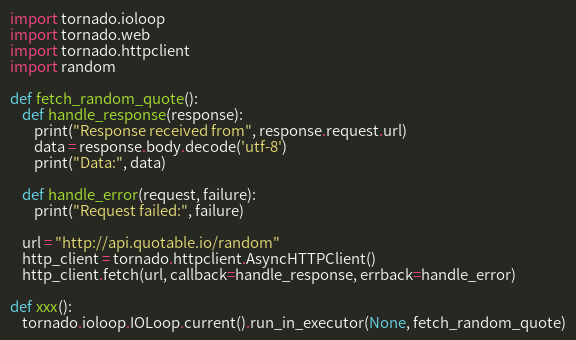 import tornado.ioloop
import tornado.web
import tornado.httpclient
import random

def fetch_random_quote():
    def handle_response(response):
        print("Response received from", response.request.url)
        data = response.body.decode('utf-8')
        print("Data:", data)

    def handle_error(request, failure):
        print("Request failed:", failure)

    url = "http://api.quotable.io/random"
    http_client = tornado.httpclient.AsyncHTTPClient()
    http_client.fetch(url, callback=handle_response, errback=handle_error)

def xxx():
    tornado.ioloop.IOLoop.current().run_in_executor(None, fetch_random_quote)